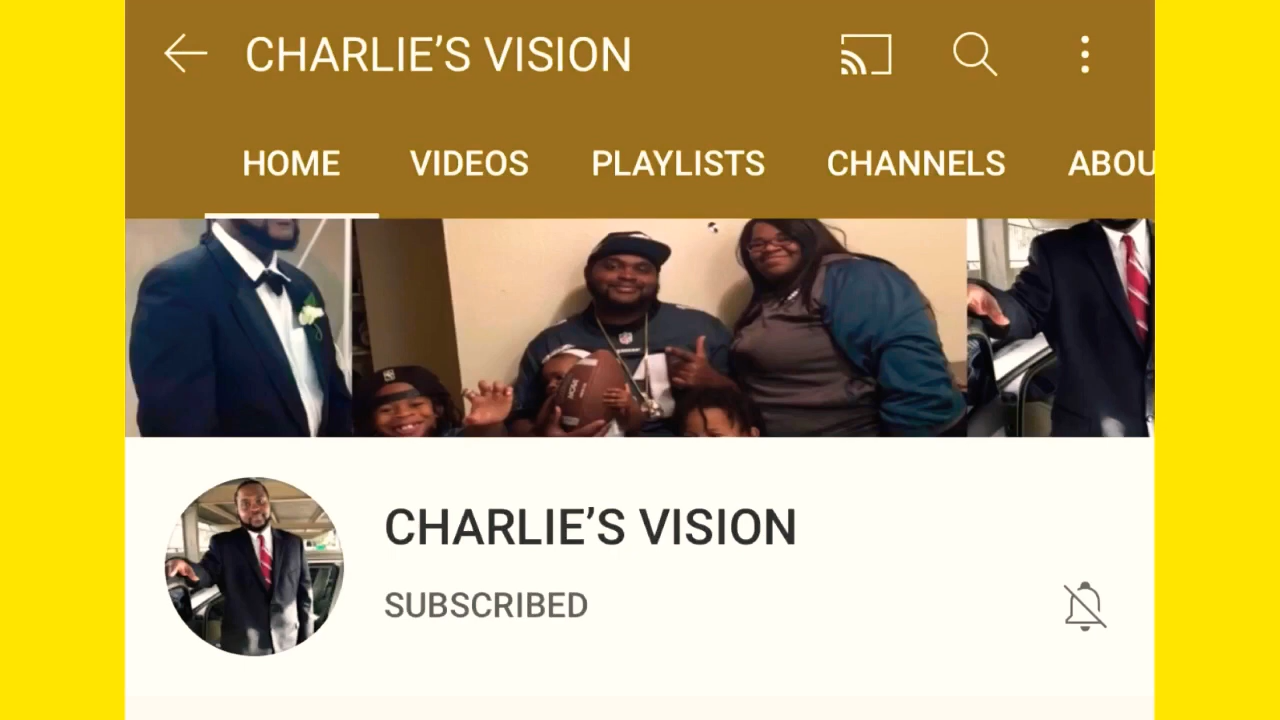 CHARLIE’S VISION
HOME VIDEOS PLAYLISTS CHANNELS ABOU
CHARLIE’S VISION
SUBSCRIBED